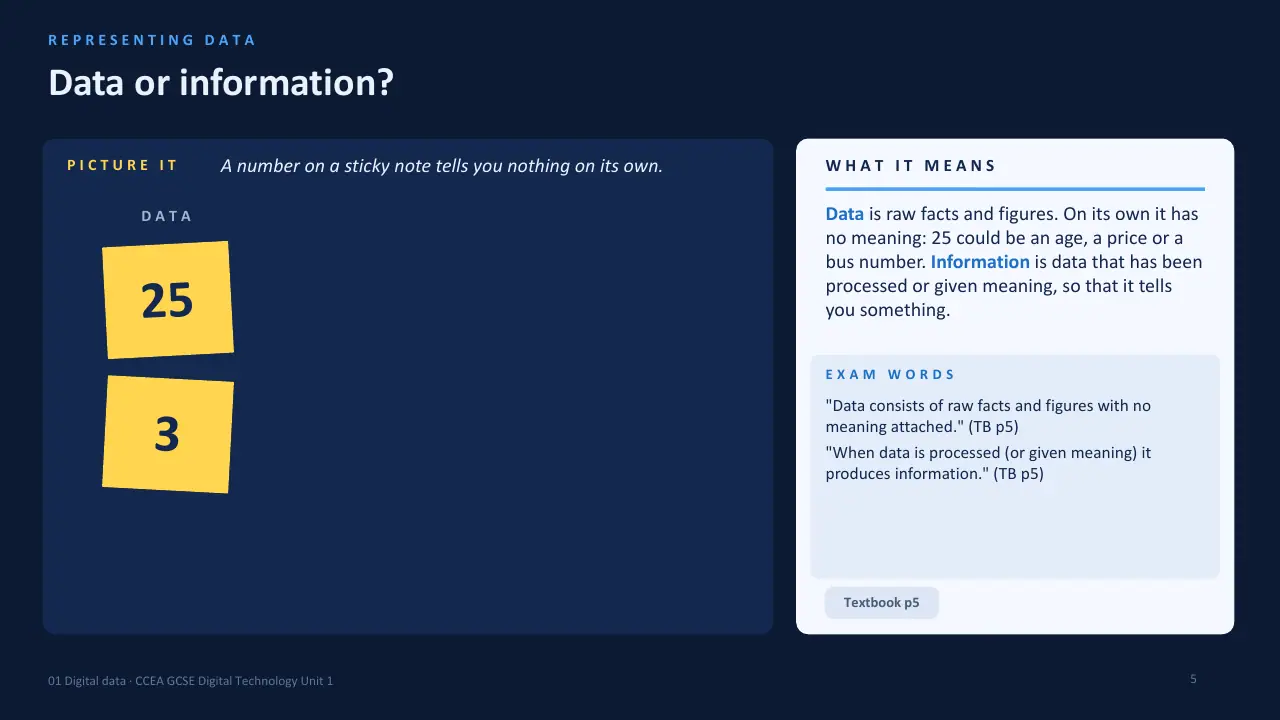 REPRESENTING DATA
Data or information?
PICTURE IT
A number on a sticky note tells you nothing on its own.
DATA
25
3
WHAT IT MEANS
Data is raw facts and figures. On its own it has
no meaning: 25 could be an age, a price or a
bus number. Information is data that has been
processed or given meaning, so that it tells
you something.
EXAM WORDS
"Data consists of raw facts and figures with no
meaning attached." (TB p5)
"When data is processed (or given meaning) it
produces information." (TB p5)
Textbook p5
01 Digital data · CCEA GCSE Digital Technology Unit 1
5